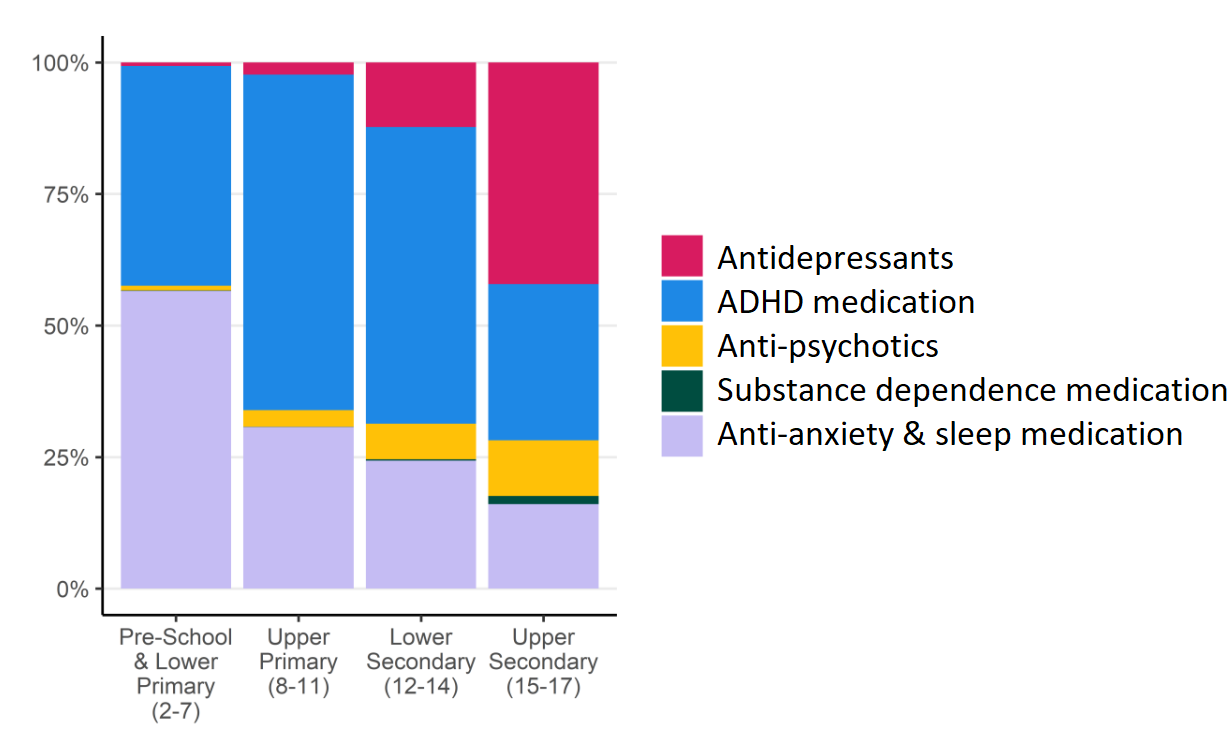 100%
75%
50%
25%
0%
Pre-School
& Lower
Primary
(2-7)
Upper
Primary
(8-11)
Lower
Secondary
(12-14)
Upper
Secondary
(15-17)
Antidepressants
ADHD medication
Anti-psychotics
Substance dependence medication
Anti-anxiety & sleep medication